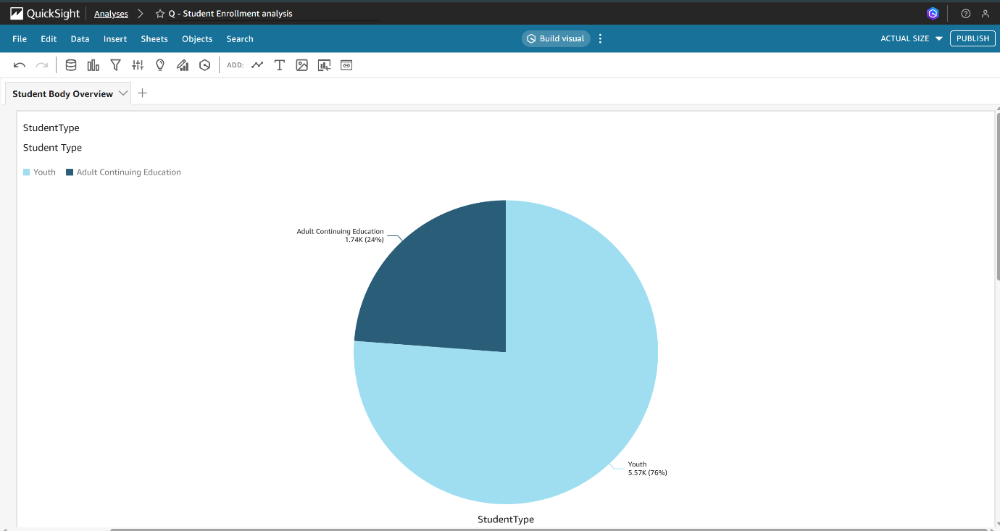 QuickSight Analyses Q - Student Enrollment analysis
File Edit Data Insert Sheets Objects Search Build visual ACTUAL SIZE PUBLISH
ADD:
Student Body Overview
StudentType
Student Type
Youth Adult Continuing Education
Adult Continuing Education
1.74K (24%)
Youth
5.57K (76%)
StudentType